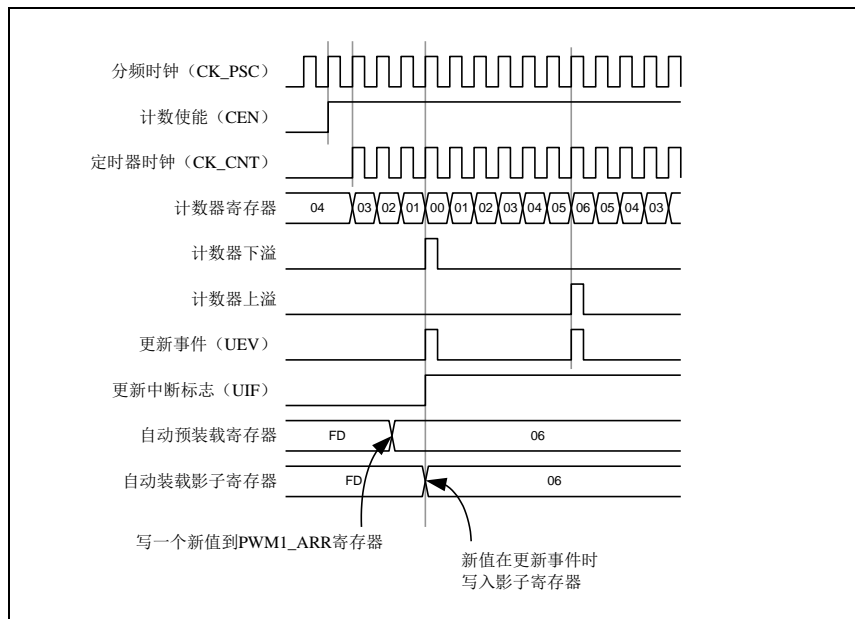 分频时钟（CK_PSC）
计数使能（CEN）
定时器时钟（CK_CNT）
计数器寄存器
04 03 02 01 00 01 02 03 04 05 06 05 04 03
计数器下溢
计数器上溢
更新事件（UEV）
更新中断标志（UIF）
自动预装载寄存器
FD 06
自动装载影子寄存器
FD 06
写一个新值到PWM1_ARR寄存器
新值在更新事件时
写入影子寄存器